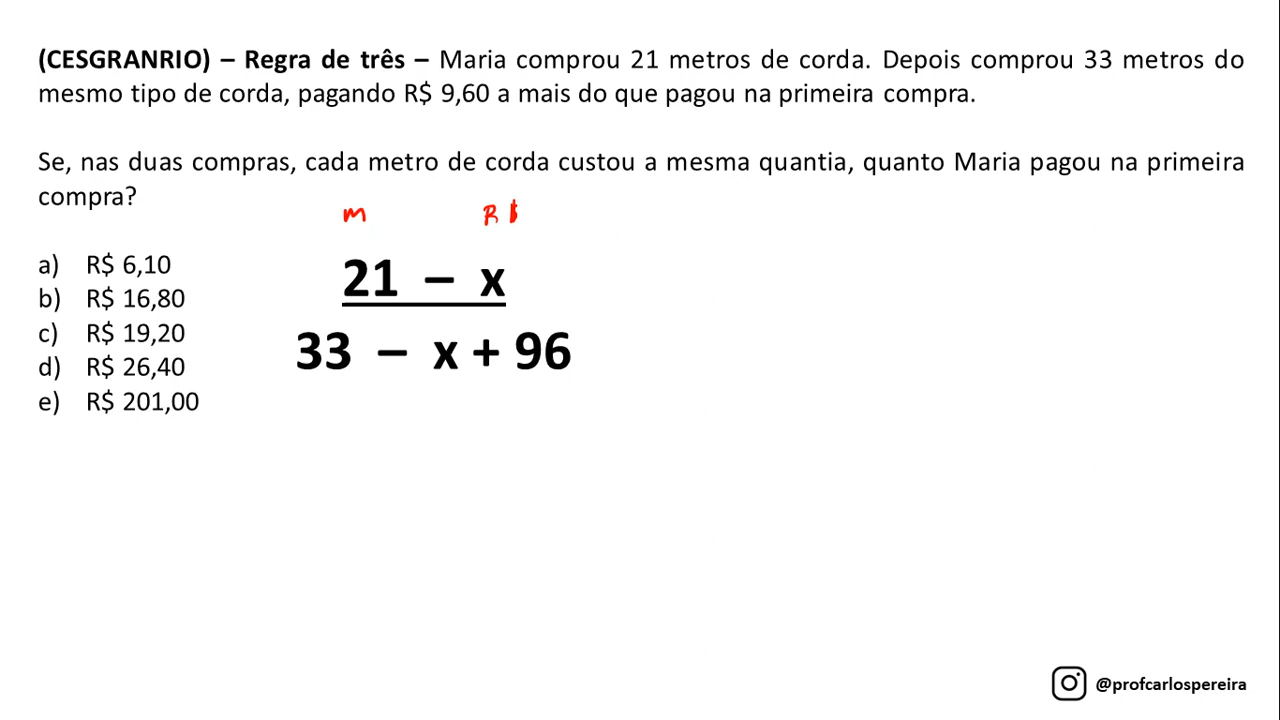 (CESGRANRIO) – Regra de três – Maria comprou 21 metros de corda. Depois comprou 33 metros do
mesmo tipo de corda, pagando R$ 9,60 a mais do que pagou na primeira compra.
Se, nas duas compras, cada metro de corda custou a mesma quantia, quanto Maria pagou na primeira
compra?
m R$
a) R$ 6,10
b) R$ 16,80
c) R$ 19,20
d) R$ 26,40
e) R$ 201,00
21 – x
33 – x + 96
@profcarlospereira